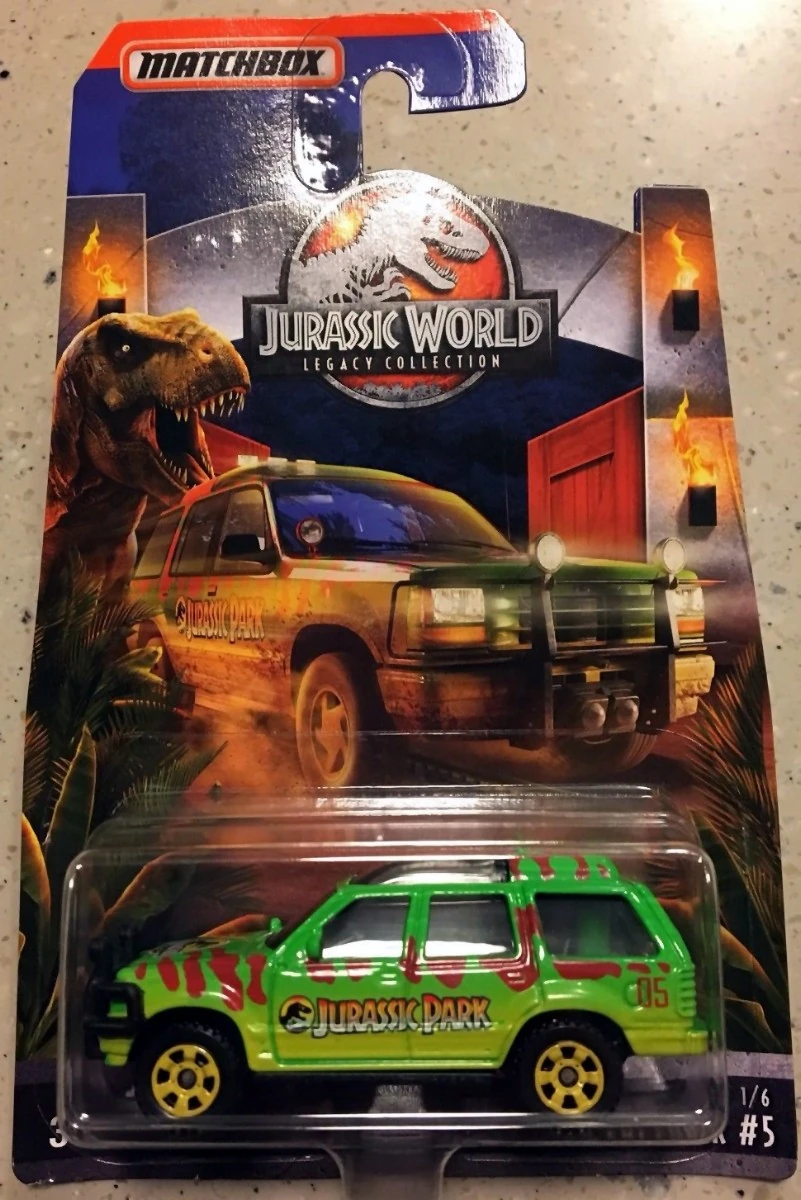 MATCHBOX
JURASSIC WORLD
LEGACY COLLECTION
JURASSIC PARK
JURASSIC PARK
05
1/6
#5